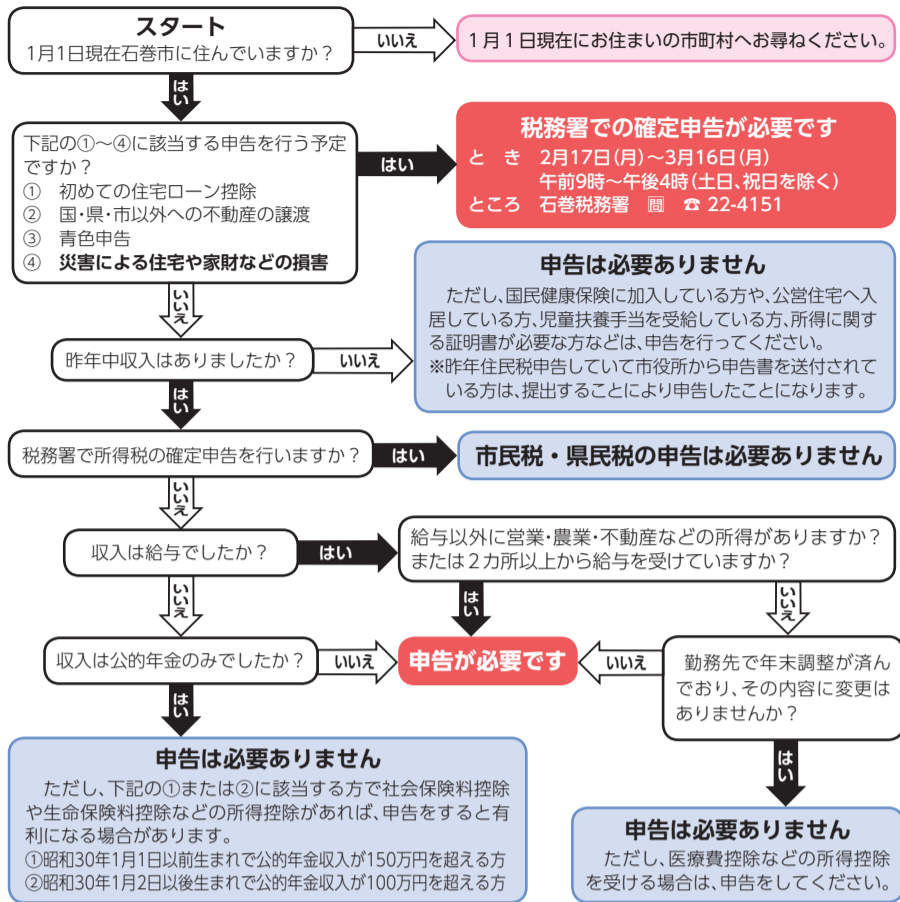 スタート
1月1日現在石巻市に住んでいますか?
いいえ
1月1日現在にお住まいの市町村へお尋ねください。
はい
下記の①~④に該当する申告を行う予定
ですか?
① 初めての住宅ローン控除
② 国・県・市以外への不動産の譲渡
③ 青色申告
④ 災害による住宅や家財などの損害
はい
税務署での確定申告が必要です
と き 2月17日(月)~3月16日(月)
午前9時~午後4時(土日、祝日を除く)
ところ 石巻税務署 問 ☎ 22-4151
いいえ
昨年中収入はありましたか?
いいえ
申告は必要ありません
ただし、国民健康保険に加入している方や、公営住宅へ入
居している方、児童扶養手当を受給している方、所得に関す
る証明書が必要な方などは、申告を行ってください。
※昨年住民税申告していて市役所から申告書を送付されて
いる方は、提出することにより申告したことになります。
はい
税務署で所得税の確定申告を行いますか?
はい
市民税・県民税の申告は必要ありません
いいえ
収入は給与でしたか?
はい
給与以外に営業・農業・不動産などの所得がありますか?
または2カ所以上から給与を受けていますか?
いいえ
はい
いいえ
収入は公的年金のみでしたか?
いいえ
申告が必要です
いいえ
勤務先で年末調整が済ん
でおり、その内容に変更は
ありませんか?
はい
はい
申告は必要ありません
ただし、下記の①または②に該当する方で社会保険料控除
や生命保険料控除などの所得控除があれば、申告をすると有
利になる場合があります。
①昭和30年1月1日以前生まれで公的年金収入が150万円を超える方
②昭和30年1月2日以後生まれで公的年金収入が100万円を超える方
申告は必要ありません
ただし、医療費控除などの所得控除
を受ける場合は、申告をしてください。